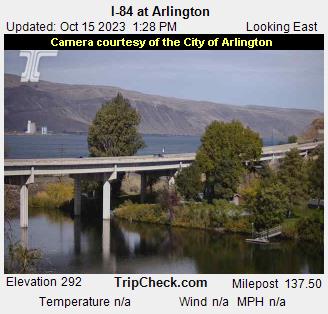 I-84 at Arlington
Updated: Oct 15 2023 1:28 PM Looking East
Camera courtesy of the City of Arlington
Elevation 292 TripCheck.com Milepost 137.50
Temperature n/a Wind n/a MPH n/a